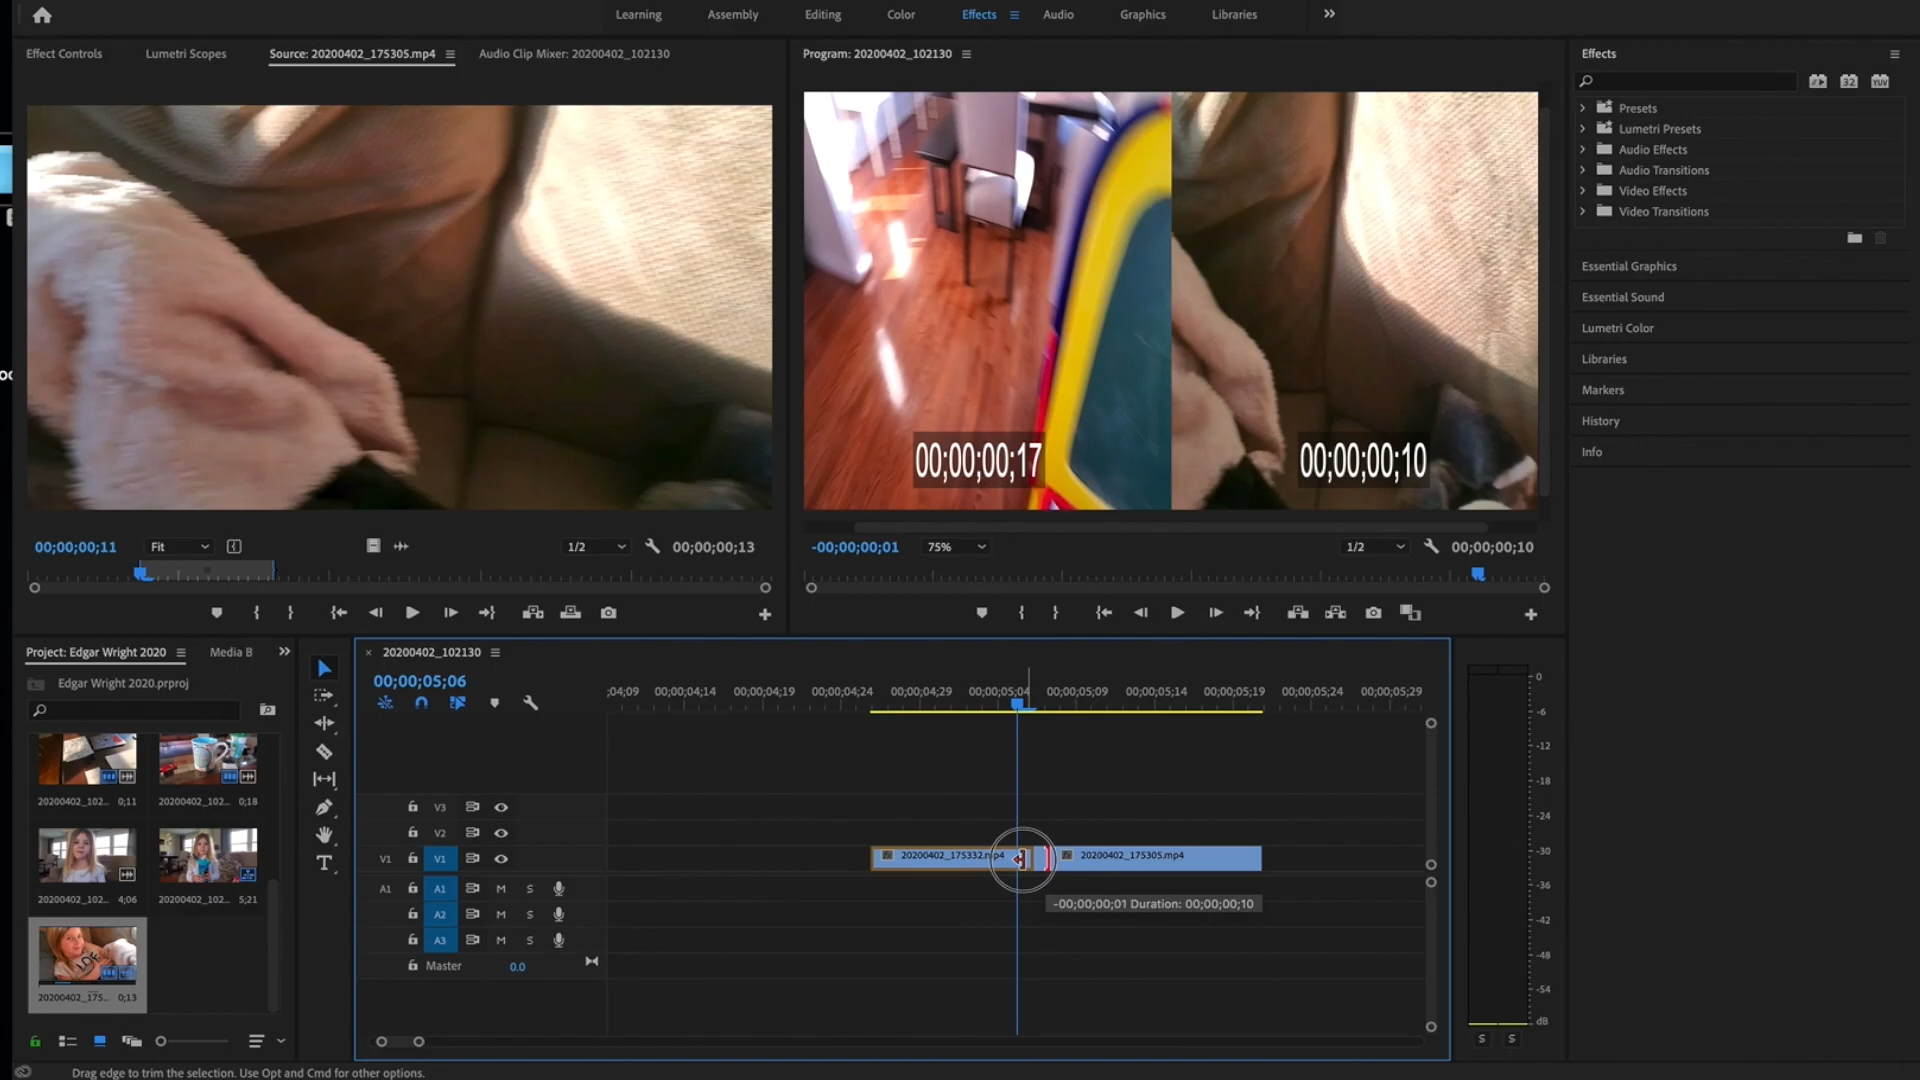 Learning Assembly Editing Color Effects Audio Graphics Libraries
Effect Controls Lumetri Scopes Source: 20200402_175305.mp4 Audio Clip Mixer: 20200402_102130
Program: 20200402_102130
Effects
32 YUV
Presets
Lumetri Presets
Audio Effects
Audio Transitions
Video Effects
Video Transitions
Essential Graphics
Essential Sound
Lumetri Color
Libraries
Markers
History
Info
00;00;00;17
00;00;00;10
00;00;00;11 Fit 1/2 00;00;00;13
-00;00;00;01 75% 1/2 00;00;00;10
Project: Edgar Wright 2020 Media B
Edgar Wright 2020.prproj
20200402_102... 0;11
20200402_102... 0;18
20200402_102... 4;06
20200402_102... 5;21
20200402_175... 0;13
20200402_102130
00;00;05;06
;04;09 00;00;04;14 00;00;04;19 00;00;04;24 00;00;04;29 00;00;05;04 00;00;05;09 00;00;05;14 00;00;05;19 00;00;05;24 00;00;05;29
V3
V2
V1 V1
20200402_175332.mp4
20200402_175305.mp4
A1 A1 M S
A2 M S
A3 M S
-00;00;00;01 Duration: 00;00;00;10
Master 0.0
0
-6
-12
-18
-24
-30
-36
-42
-48
-54
dB
S S
Drag edge to trim the selection. Use Opt and Cmd for other options.